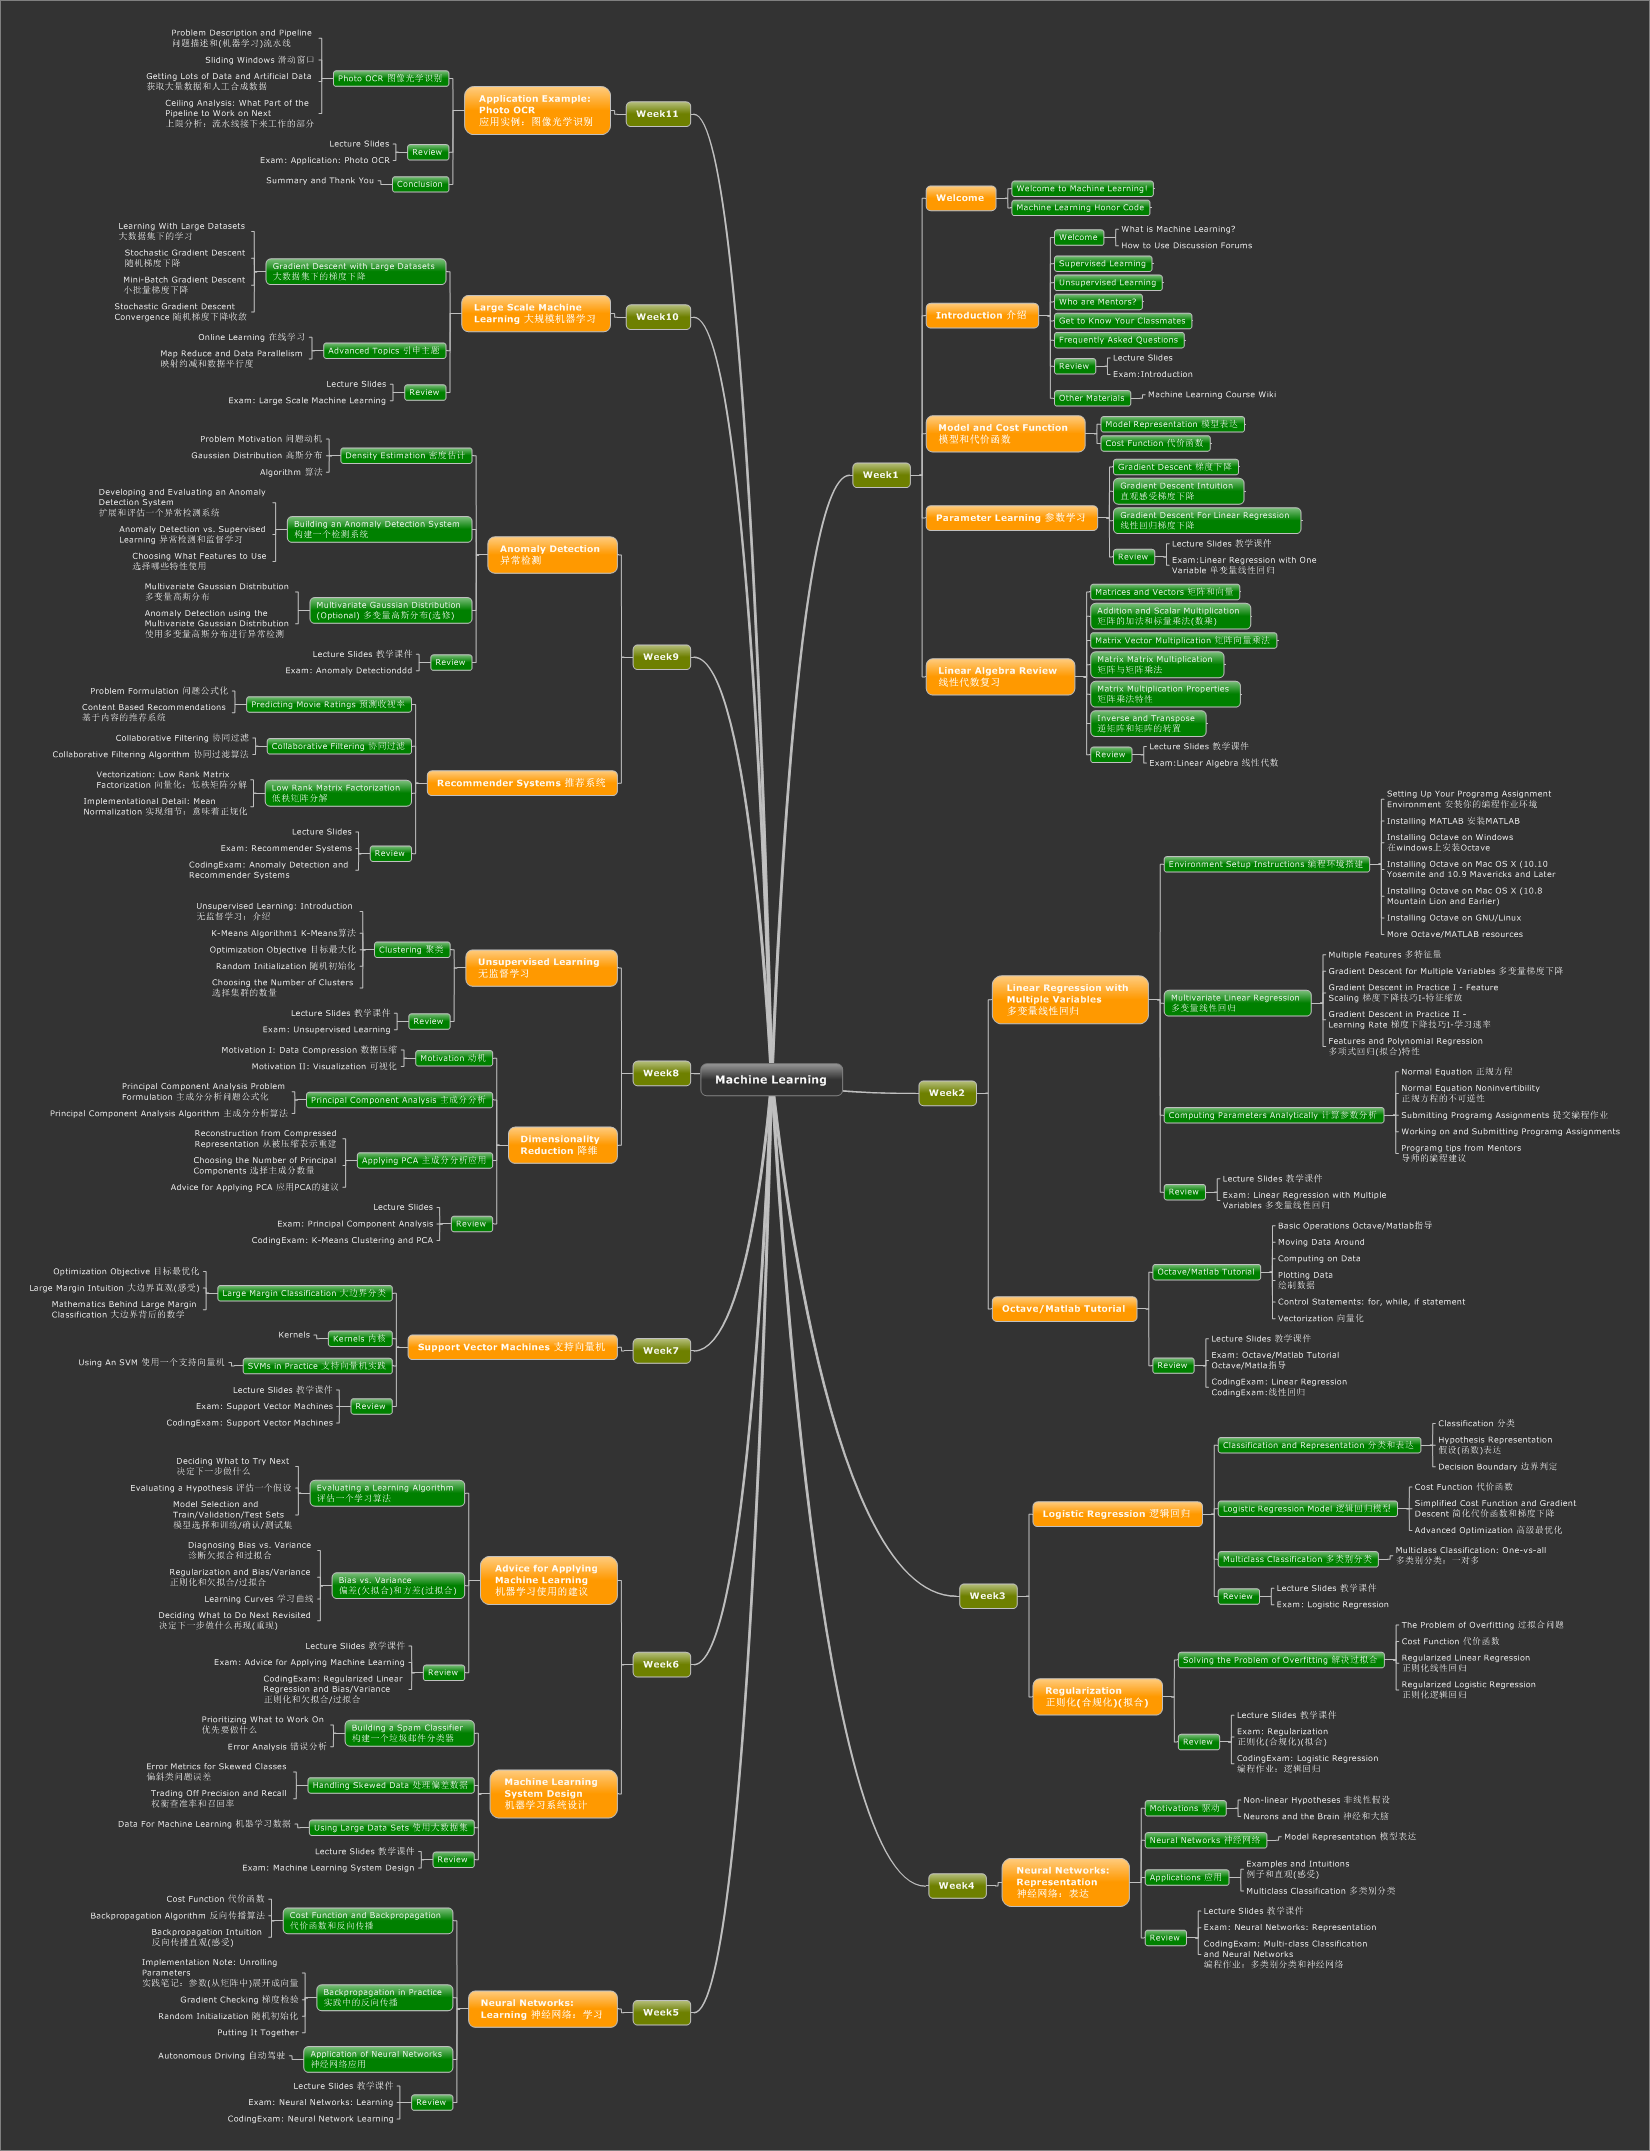 Machine Learning
Week1
Welcome
Welcome to Machine Learning!
Machine Learning Honor Code
Introduction 介绍
Welcome
What is Machine Learning?
How to Use Discussion Forums
Supervised Learning
Unsupervised Learning
Who are Mentors?
Get to Know Your Classmates
Frequently Asked Questions
Review
Lecture Slides
Exam:Introduction
Other Materials
Machine Learning Course Wiki
Model and Cost Function
模型和代价函数
Model Representation 模型表达
Cost Function 代价函数
Parameter Learning 参数学习
Gradient Descent 梯度下降
Gradient Descent Intuition
直观感受梯度下降
Gradient Descent For Linear Regression
线性回归梯度下降
Review
Lecture Slides 教学课件
Exam:Linear Regression with One
Variable 单变量线性回归
Linear Algebra Review
线性代数复习
Matrices and Vectors 矩阵和向量
Addition and Scalar Multiplication
矩阵的加法和标量乘法(数乘)
Matrix Vector Multiplication 矩阵向量乘法
Matrix Matrix Multiplication
矩阵与矩阵乘法
Matrix Multiplication Properties
矩阵乘法特性
Inverse and Transpose
逆矩阵和矩阵的转置
Review
Lecture Slides 教学课件
Exam:Linear Algebra 线性代数
Week2
Linear Regression with
Multiple Variables
多变量线性回归
Environment Setup Instructions 编程环境搭建
Setting Up Your Programg Assignment
Environment 安装你的编程作业环境
Installing MATLAB 安装MATLAB
Installing Octave on Windows
在windows上安装Octave
Installing Octave on Mac OS X (10.10
Yosemite and 10.9 Mavericks and Later
Installing Octave on Mac OS X (10.8
Mountain Lion and Earlier)
Installing Octave on GNU/Linux
More Octave/MATLAB resources
Multivariate Linear Regression
多变量线性回归
Multiple Features 多特征量
Gradient Descent for Multiple Variables 多变量梯度下降
Gradient Descent in Practice I - Feature
Scaling 梯度下降技巧I-特征缩放
Gradient Descent in Practice II -
Learning Rate 梯度下降技巧I-学习速率
Features and Polynomial Regression
多项式回归(拟合)特性
Computing Parameters Analytically 计算参数分析
Normal Equation 正规方程
Normal Equation Noninvertibility
正规方程的不可逆性
Submitting Programg Assignments 提交编程作业
Working on and Submitting Programg Assignments
Programg tips from Mentors
导师的编程建议
Review
Lecture Slides 教学课件
Exam: Linear Regression with Multiple
Variables 多变量线性回归
Octave/Matlab Tutorial
Octave/Matlab Tutorial
Basic Operations Octave/Matlab指导
Moving Data Around
Computing on Data
Plotting Data
绘制数据
Control Statements: for, while, if statement
Vectorization 向量化
Review
Lecture Slides 教学课件
Exam: Octave/Matlab Tutorial
Octave/Matla指导
CodingExam: Linear Regression
CodingExam:线性回归
Week3
Logistic Regression 逻辑回归
Classification and Representation 分类和表达
Classification 分类
Hypothesis Representation
假设(函数)表达
Decision Boundary 边界判定
Logistic Regression Model 逻辑回归模型
Cost Function 代价函数
Simplified Cost Function and Gradient
Descent 简化代价函数和梯度下降
Advanced Optimization 高级最优化
Multiclass Classification 多类别分类
Multiclass Classification: One-vs-all
多类别分类：一对多
Review
Lecture Slides 教学课件
Exam: Logistic Regression
Regularization
正则化(合规化)(拟合)
Solving the Problem of Overfitting 解决过拟合
The Problem of Overfitting 过拟合问题
Cost Function 代价函数
Regularized Linear Regression
正则化线性回归
Regularized Logistic Regression
正则化逻辑回归
Review
Lecture Slides 教学课件
Exam: Regularization
正则化(合规化)(拟合)
CodingExam: Logistic Regression
编程作业：逻辑回归
Week4
Neural Networks:
Representation
神经网络：表达
Motivations 驱动
Non-linear Hypotheses 非线性假设
Neurons and the Brain 神经和大脑
Neural Networks 神经网络
Model Representation 模型表达
Applications 应用
Examples and Intuitions
例子和直观(感受)
Multiclass Classification 多类别分类
Review
Lecture Slides 教学课件
Exam: Neural Networks: Representation
CodingExam: Multi-class Classification
and Neural Networks
编程作业：多类别分类和神经网络
Week11
Application Example:
Photo OCR
应用实例：图像光学识别
Photo OCR 图像光学识别
Problem Description and Pipeline
问题描述和(机器学习)流水线
Sliding Windows 滑动窗口
Getting Lots of Data and Artificial Data
获取大量数据和人工合成数据
Ceiling Analysis: What Part of the
Pipeline to Work on Next
上限分析：流水线接下来工作的部分
Review
Lecture Slides
Exam: Application: Photo OCR
Conclusion
Summary and Thank You
Week10
Large Scale Machine
Learning 大规模机器学习
Gradient Descent with Large Datasets
大数据集下的梯度下降
Learning With Large Datasets
大数据集下的学习
Stochastic Gradient Descent
随机梯度下降
Mini-Batch Gradient Descent
小批量梯度下降
Stochastic Gradient Descent
Convergence 随机梯度下降收敛
Advanced Topics 引申主题
Online Learning 在线学习
Map Reduce and Data Parallelism
映射约减和数据平行度
Review
Lecture Slides
Exam: Large Scale Machine Learning
Week9
Anomaly Detection
异常检测
Density Estimation 密度估计
Problem Motivation 问题动机
Gaussian Distribution 高斯分布
Algorithm 算法
Building an Anomaly Detection System
构建一个检测系统
Developing and Evaluating an Anomaly
Detection System
扩展和评估一个异常检测系统
Anomaly Detection vs. Supervised
Learning 异常检测和监督学习
Choosing What Features to Use
选择哪些特性使用
Multivariate Gaussian Distribution
(Optional) 多变量高斯分布(选修)
Multivariate Gaussian Distribution
多变量高斯分布
Anomaly Detection using the
Multivariate Gaussian Distribution
使用多变量高斯分布进行异常检测
Review
Lecture Slides 教学课件
Exam: Anomaly Detectionddd
Recommender Systems 推荐系统
Predicting Movie Ratings 预测收视率
Problem Formulation 问题公式化
Content Based Recommendations
基于内容的推荐系统
Collaborative Filtering 协同过滤
Collaborative Filtering 协同过滤
Collaborative Filtering Algorithm 协同过滤算法
Low Rank Matrix Factorization
低秩矩阵分解
Vectorization: Low Rank Matrix
Factorization 向量化：低秩矩阵分解
Implementational Detail: Mean
Normalization 实现细节：意味着正规化
Review
Lecture Slides
Exam: Recommender Systems
CodingExam: Anomaly Detection and
Recommender Systems
Week8
Unsupervised Learning
无监督学习
Clustering 聚类
Unsupervised Learning: Introduction
无监督学习：介绍
K-Means Algorithm1 K-Means算法
Optimization Objective 目标最大化
Random Initialization 随机初始化
Choosing the Number of Clusters
选择集群的数量
Review
Lecture Slides 教学课件
Exam: Unsupervised Learning
Dimensionality
Reduction 降维
Motivation 动机
Motivation I: Data Compression 数据压缩
Motivation II: Visualization 可视化
Principal Component Analysis 主成分分析
Principal Component Analysis Problem
Formulation 主成分分析问题公式化
Principal Component Analysis Algorithm 主成分分析算法
Applying PCA 主成分分析应用
Reconstruction from Compressed
Representation 从被压缩表示重建
Choosing the Number of Principal
Components 选择主成分数量
Advice for Applying PCA 应用PCA的建议
Review
Lecture Slides
Exam: Principal Component Analysis
CodingExam: K-Means Clustering and PCA
Week7
Support Vector Machines 支持向量机
Large Margin Classification 大边界分类
Optimization Objective 目标最优化
Large Margin Intuition 大边界直观(感受)
Mathematics Behind Large Margin
Classification 大边界背后的数学
Kernels 内核
Kernels
SVMs in Practice 支持向量机实践
Using An SVM 使用一个支持向量机
Review
Lecture Slides 教学课件
Exam: Support Vector Machines
CodingExam: Support Vector Machines
Week6
Advice for Applying
Machine Learning
机器学习使用的建议
Evaluating a Learning Algorithm
评估一个学习算法
Deciding What to Try Next
决定下一步做什么
Evaluating a Hypothesis 评估一个假设
Model Selection and
Train/Validation/Test Sets
模型选择和训练/确认/测试集
Bias vs. Variance
偏差(欠拟合)和方差(过拟合)
Diagnosing Bias vs. Variance
诊断欠拟合和过拟合
Regularization and Bias/Variance
正则化和欠拟合/过拟合
Learning Curves 学习曲线
Deciding What to Do Next Revisited
决定下一步做什么再现(重现)
Review
Lecture Slides 教学课件
Exam: Advice for Applying Machine Learning
CodingExam: Regularized Linear
Regression and Bias/Variance
正则化和欠拟合/过拟合
Machine Learning
System Design
机器学习系统设计
Building a Spam Classifier
构建一个垃圾邮件分类器
Prioritizing What to Work On
优先要做什么
Error Analysis 错误分析
Handling Skewed Data 处理偏差数据
Error Metrics for Skewed Classes
偏斜类问题误差
Trading Off Precision and Recall
权衡查准率和召回率
Using Large Data Sets 使用大数据集
Data For Machine Learning 机器学习数据
Review
Lecture Slides 教学课件
Exam: Machine Learning System Design
Week5
Neural Networks:
Learning 神经网络：学习
Cost Function and Backpropagation
代价函数和反向传播
Cost Function 代价函数
Backpropagation Algorithm 反向传播算法
Backpropagation Intuition
反向传播直观(感受)
Backpropagation in Practice
实践中的反向传播
Implementation Note: Unrolling
Parameters
实践笔记：参数(从矩阵中)展开成向量
Gradient Checking 梯度检验
Random Initialization 随机初始化
Putting It Together
Application of Neural Networks
神经网络应用
Autonomous Driving 自动驾驶
Review
Lecture Slides 教学课件
Exam: Neural Networks: Learning
CodingExam: Neural Network Learning